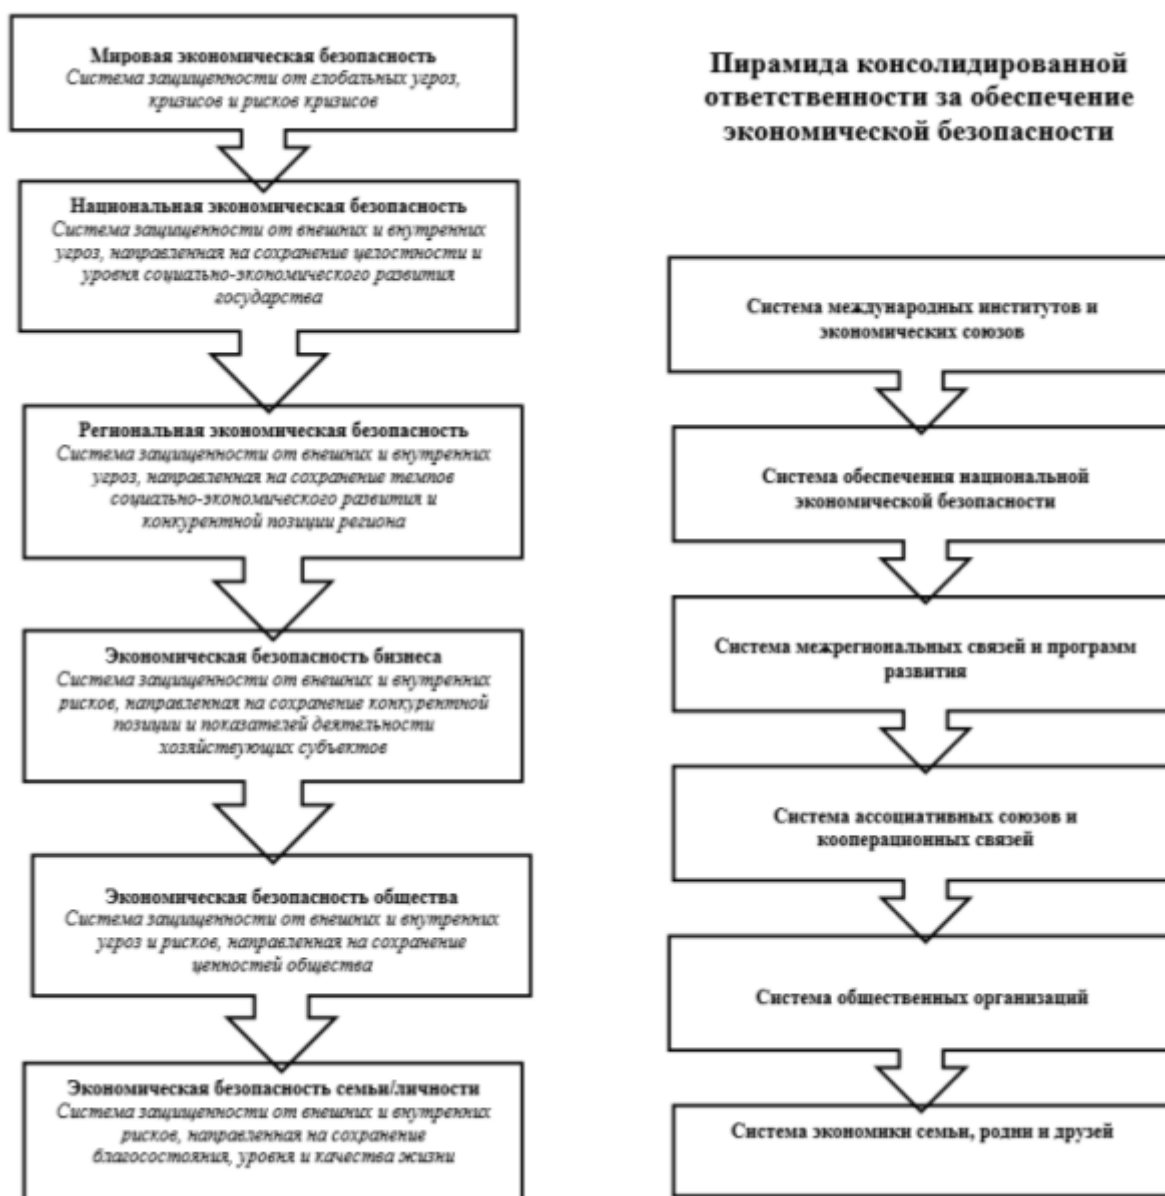 Мировая экономическая безопасность
Система защищенности от глобальных угроз,
кризисов и рисков кризисов
Национальная экономическая безопасность
Система защищенности от внешних и внутренних
угроз, направленная на сохранение целостности и
уровня социально-экономического развития
государства
Региональная экономическая безопасность
Система защищенности от внешних и внутренних
угроз, направленная на сохранение темпов
социально-экономического развития и
конкурентной позиции региона
Экономическая безопасность бизнеса
Система защищенности от внешних и внутренних
рисков, направленная на сохранение конкурентной
позиции и показателей деятельности
хозяйствующих субъектов
Экономическая безопасность общества
Система защищенности от внешних и внутренних
угроз и рисков, направленная на сохранение
ценностей общества
Экономическая безопасность семьи/личности
Система защищенности от внешних и внутренних
рисков, направленная на сохранение
благосостояния, уровня и качества жизни
Пирамида консолидированной
ответственности за обеспечение
экономической безопасности
Система международных институтов и
экономических союзов
Система обеспечения национальной
экономической безопасности
Система межрегиональных связей и программ
развития
Система ассоциативных союзов и
кооперационных связей
Система общественных организаций
Система экономики семьи, родни и друзей